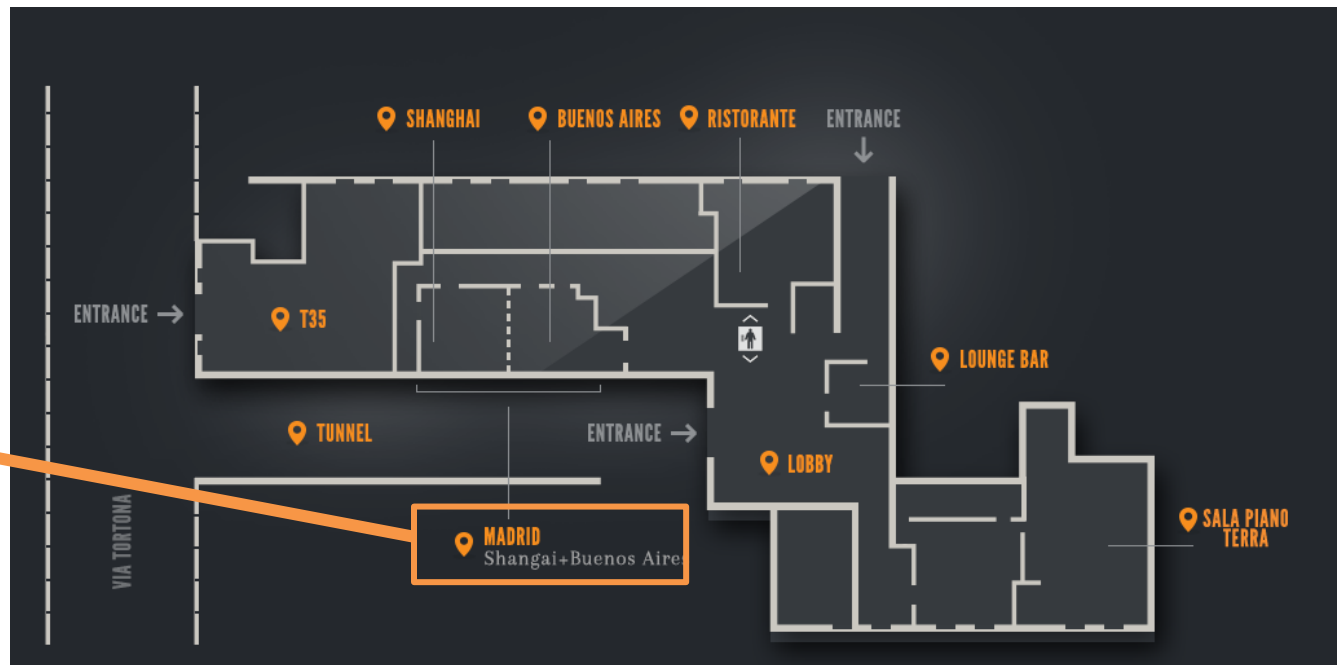 SHANGHAI
BUENOS AIRES
RISTORANTE
ENTRANCE
ENTRANCE
T35
LOUNGE BAR
TUNNEL
ENTRANCE
LOBBY
VIA TORTONA
MADRID
Shangai+Buenos Aires
SALA PIANO
TERRA